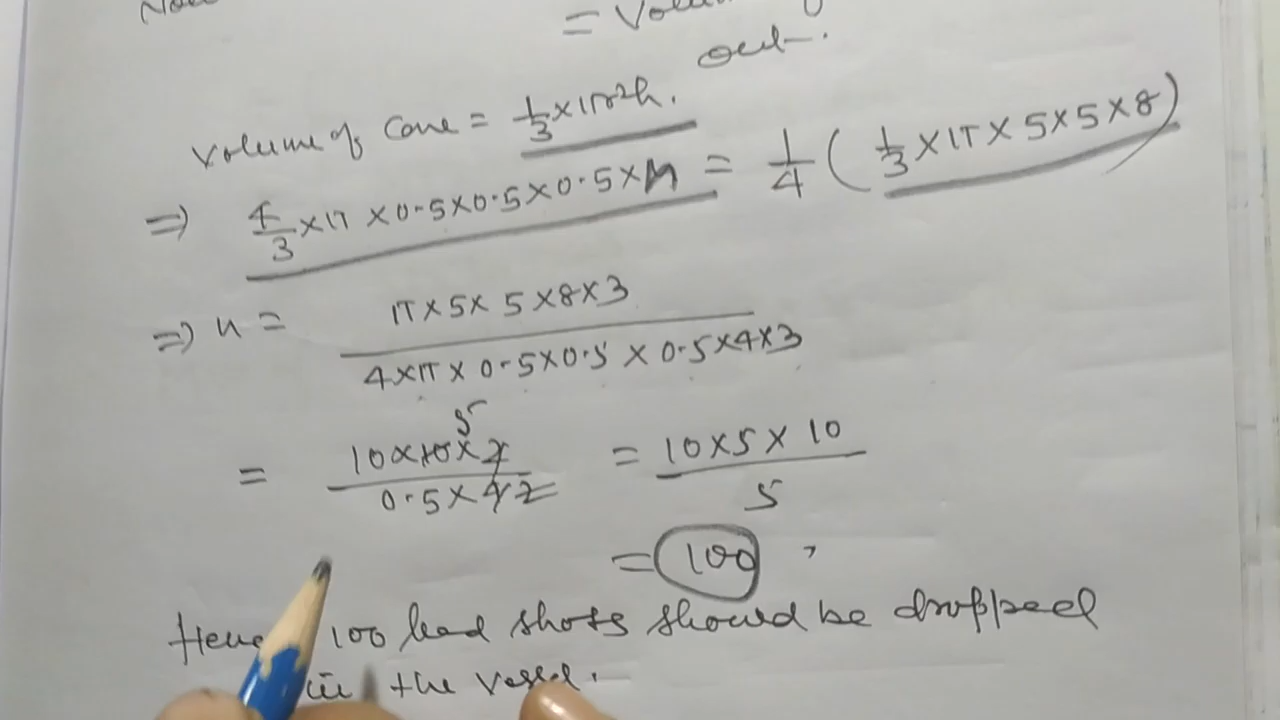 = Volu
out.
Volume of Cone = 1/3 × πr²h.
⇒ 4/3 × π × 0.5 × 0.5 × 0.5 × n = 1/4 ( 1/3 × π × 5 × 5 × 8 )
⇒ n = π × 5 × 5 × 8 × 3 / 4 × π × 0.5 × 0.5 × 0.5 × 4 × 3
5
= 10 × 10 × 2 / 0.5 × 4 2 = 10 × 5 × 10 / 5
= 100 ,
Hence 100 lead shots should be dropped
in the vessel.